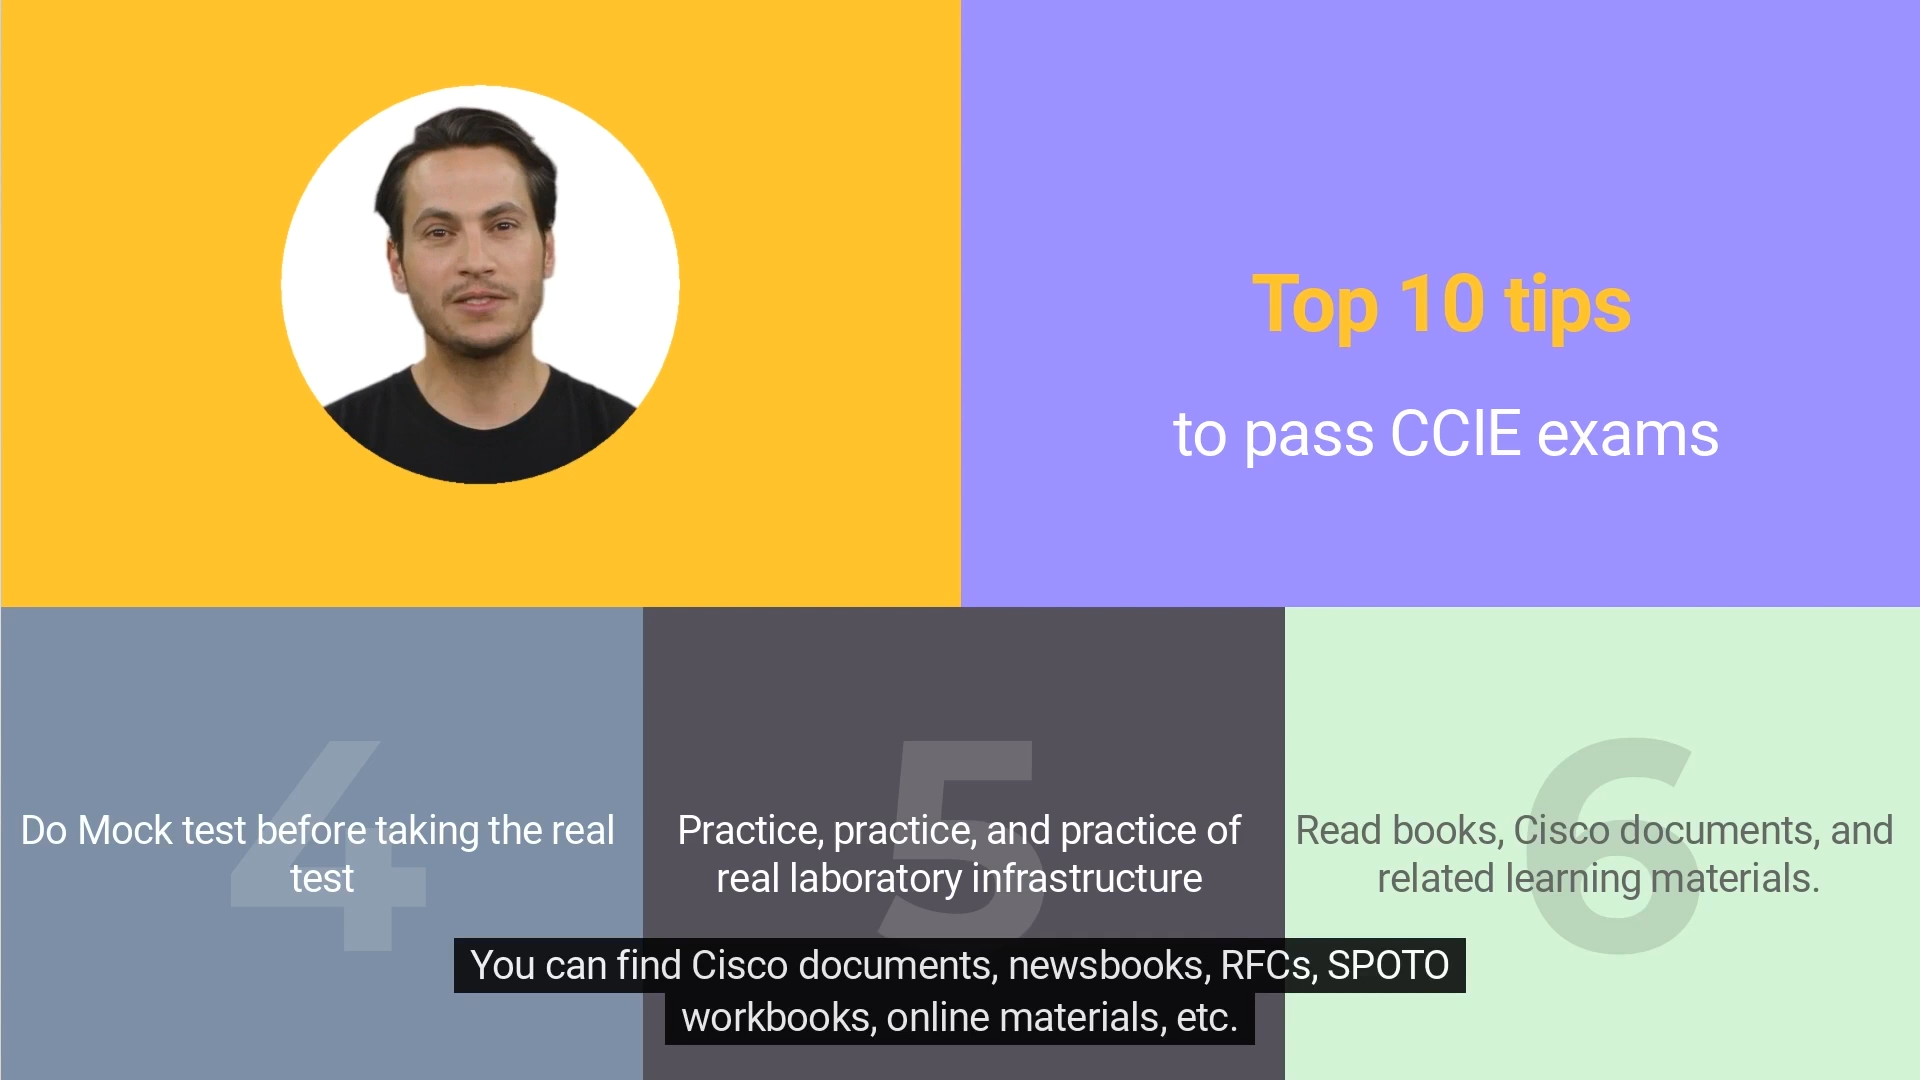 Top 10 tips
to pass CCIE exams
4
Do Mock test before taking the real
test
5
Practice, practice, and practice of
real laboratory infrastructure
6
Read books, Cisco documents, and
related learning materials.
You can find Cisco documents, newsbooks, RFCs, SPOTO
workbooks, online materials, etc.